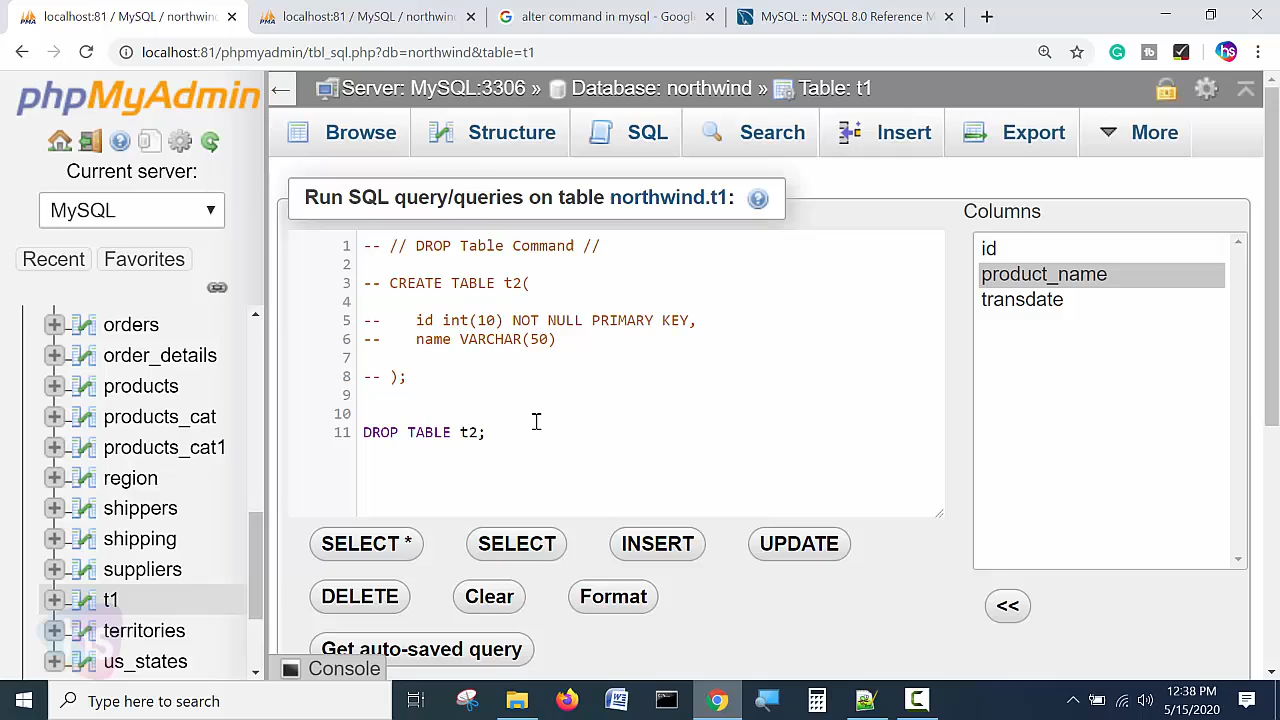 localhost:81 / MySQL / northwin
localhost:81 / MySQL / northwin
alter command in mysql - Googl
MySQL :: MySQL 8.0 Reference M
localhost:81/phpmyadmin/tbl_sql.php?db=northwind&table=t1
phpMyAdmin
Current server:
MySQL
Recent
Favorites
orders
order_details
products
products_cat
products_cat1
region
shippers
shipping
suppliers
t1
territories
us_states
Server: MySQL:3306 » Database: northwind » Table: t1
Browse
Structure
SQL
Search
Insert
Export
More
Run SQL query/queries on table northwind.t1:
1 -- // DROP Table Command //
2
3 -- CREATE TABLE t2(
4
5 --    id int(10) NOT NULL PRIMARY KEY,
6 --    name VARCHAR(50)
7
8 -- );
9
10
11 DROP TABLE t2;
Columns
id
product_name
transdate
SELECT *
SELECT
INSERT
UPDATE
DELETE
Clear
Format
<<
Get auto-saved query
Console
Type here to search
12:38 PM
5/15/2020